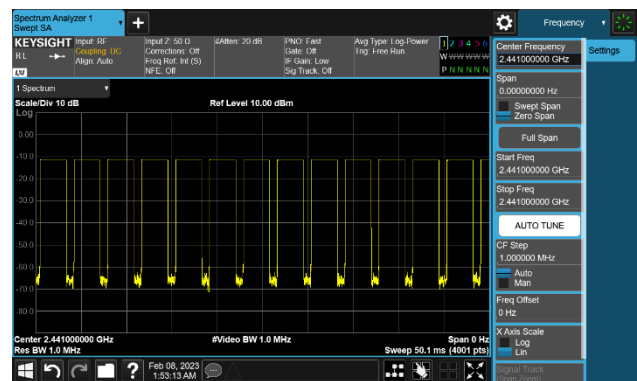 Spectrum Analyzer 1
Swept SA
Frequency
KEYSIGHT
RL
LW
Input: RF
Coupling: DC
Align: Auto
Input Z: 50 Ω
Corrections: Off
Freq Ref: Int (S)
NFE: Off
#Atten: 20 dB
PNO: Fast
Gate: Off
IF Gain: Low
Sig Track: Off
Avg Type: Log-Power
Trig: Free Run
1 2 3 4 5 6
W W W W W W
P N N N N N
1 Spectrum
Scale/Div 10 dB
Ref Level 10.00 dBm
Log
0.00
-10.0
-20.0
-30.0
-40.0
-50.0
-60.0
-70.0
-80.0
Center 2.441000000 GHz
#Video BW 1.0 MHz
Span 0 Hz
Res BW 1.0 MHz
Sweep 50.1 ms (4001 pts)
Feb 08, 2023
1:53:13 AM
Center Frequency
2.441000000 GHz
Settings
Span
0.00000000 Hz
Swept Span
Zero Span
Full Span
Start Freq
2.441000000 GHz
Stop Freq
2.441000000 GHz
AUTO TUNE
CF Step
1.000000 MHz
Auto
Man
Freq Offset
0 Hz
X Axis Scale
Log
Lin
Signal Track
(Span Zoom)